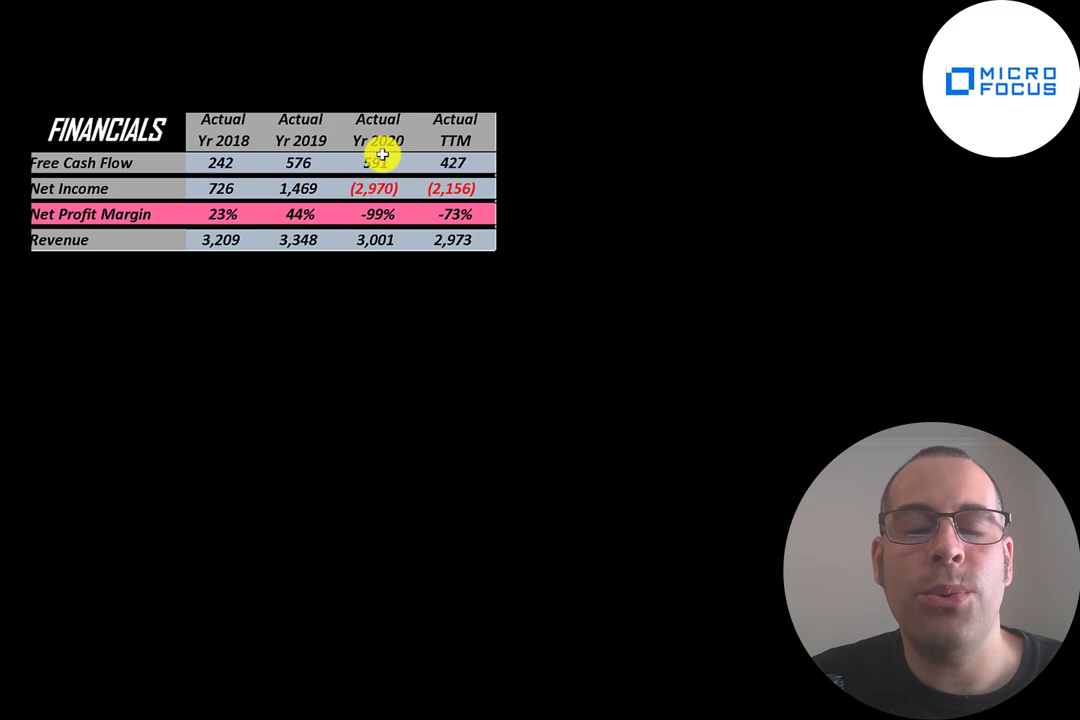 MICRO
FOCUS
FINANCIALS
Actual Actual Actual Actual
Yr 2018 Yr 2019 Yr 2020 TTM
Free Cash Flow 242 576 591 427
Net Income 726 1,469 (2,970) (2,156)
Net Profit Margin 23% 44% -99% -73%
Revenue 3,209 3,348 3,001 2,973